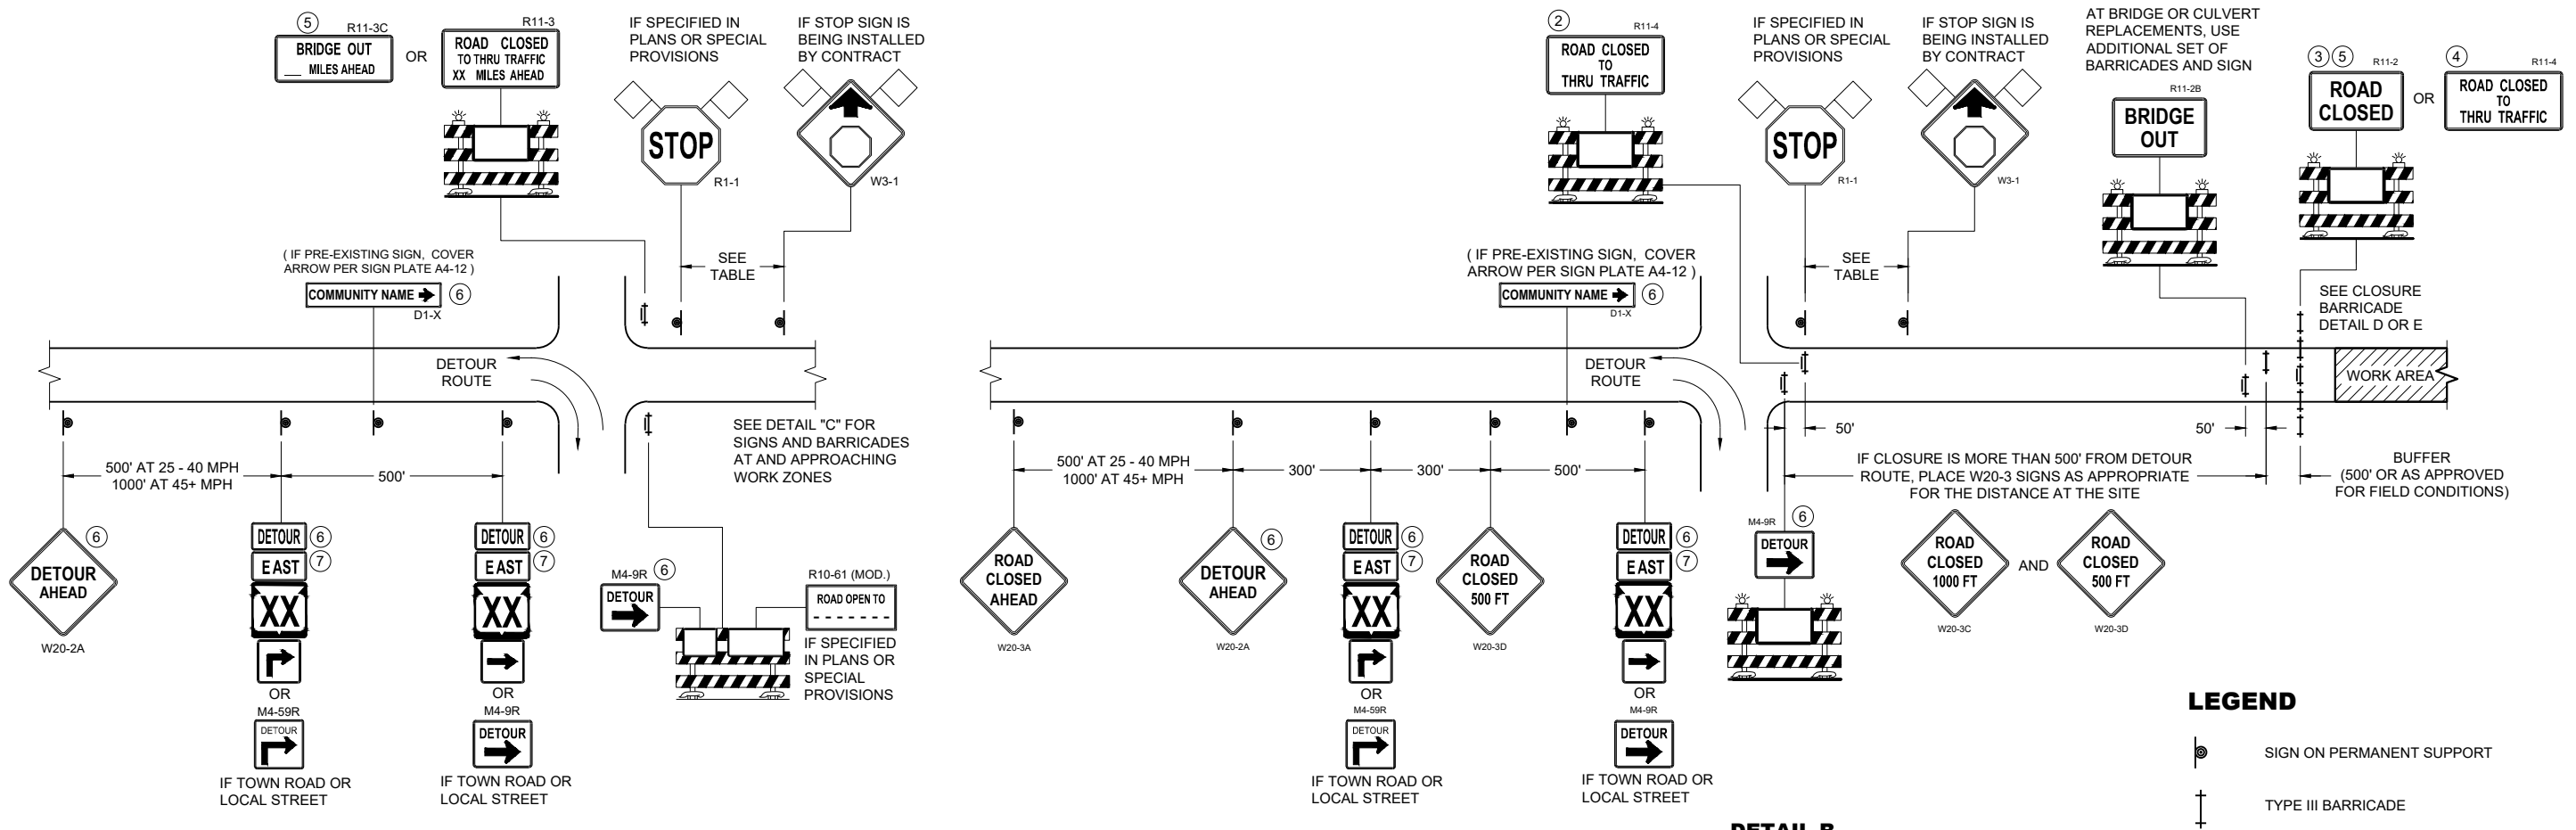 5
R11-3C
BRIDGE OUT
__ MILES AHEAD
OR
R11-3
ROAD CLOSED
TO THRU TRAFFIC
XX MILES AHEAD
IF SPECIFIED IN
PLANS OR SPECIAL
PROVISIONS
STOP
R1-1
IF STOP SIGN IS
BEING INSTALLED
BY CONTRACT
W3-1
SEE
TABLE
( IF PRE-EXISTING SIGN, COVER
ARROW PER SIGN PLATE A4-12 )
COMMUNITY NAME
6
D1-X
DETOUR
ROUTE
SEE DETAIL "C" FOR
SIGNS AND BARRICADES
AT AND APPROACHING
WORK ZONES
500' AT 25 - 40 MPH
1000' AT 45+ MPH
500'
6
DETOUR
AHEAD
W20-2A
DETOUR
6
EAST
7
XX
OR
M4-59R
DETOUR
IF TOWN ROAD OR
LOCAL STREET
DETOUR
6
EAST
7
XX
OR
M4-9R
DETOUR
IF TOWN ROAD OR
LOCAL STREET
M4-9R
6
DETOUR
R10-61 (MOD.)
ROAD OPEN TO
- - - - - - -
IF SPECIFIED
IN PLANS OR
SPECIAL
PROVISIONS
2
R11-4
ROAD CLOSED
TO
THRU TRAFFIC
IF SPECIFIED IN
PLANS OR SPECIAL
PROVISIONS
STOP
R1-1
IF STOP SIGN IS
BEING INSTALLED
BY CONTRACT
W3-1
SEE
TABLE
AT BRIDGE OR CULVERT
REPLACEMENTS, USE
ADDITIONAL SET OF
BARRICADES AND SIGN
R11-2B
BRIDGE
OUT
3
5
R11-2
ROAD
CLOSED
OR
4
R11-4
ROAD CLOSED
TO
THRU TRAFFIC
SEE CLOSURE
BARRICADE
DETAIL D OR E
( IF PRE-EXISTING SIGN, COVER
ARROW PER SIGN PLATE A4-12 )
COMMUNITY NAME
6
D1-X
DETOUR
ROUTE
WORK AREA
50'
50'
500' AT 25 - 40 MPH
1000' AT 45+ MPH
300'
300'
500'
IF CLOSURE IS MORE THAN 500' FROM DETOUR
ROUTE, PLACE W20-3 SIGNS AS APPROPRIATE
FOR THE DISTANCE AT THE SITE
BUFFER
(500' OR AS APPROVED
FOR FIELD CONDITIONS)
ROAD
CLOSED
AHEAD
W20-3A
6
DETOUR
AHEAD
W20-2A
DETOUR
6
EAST
7
XX
OR
M4-59R
DETOUR
IF TOWN ROAD OR
LOCAL STREET
ROAD
CLOSED
500 FT
W20-3D
DETOUR
6
EAST
7
XX
OR
M4-9R
DETOUR
IF TOWN ROAD OR
LOCAL STREET
M4-9R
6
DETOUR
ROAD
CLOSED
1000 FT
W20-3C
AND
ROAD
CLOSED
500 FT
W20-3D
LEGEND
SIGN ON PERMANENT SUPPORT
TYPE III BARRICADE
DETAIL B